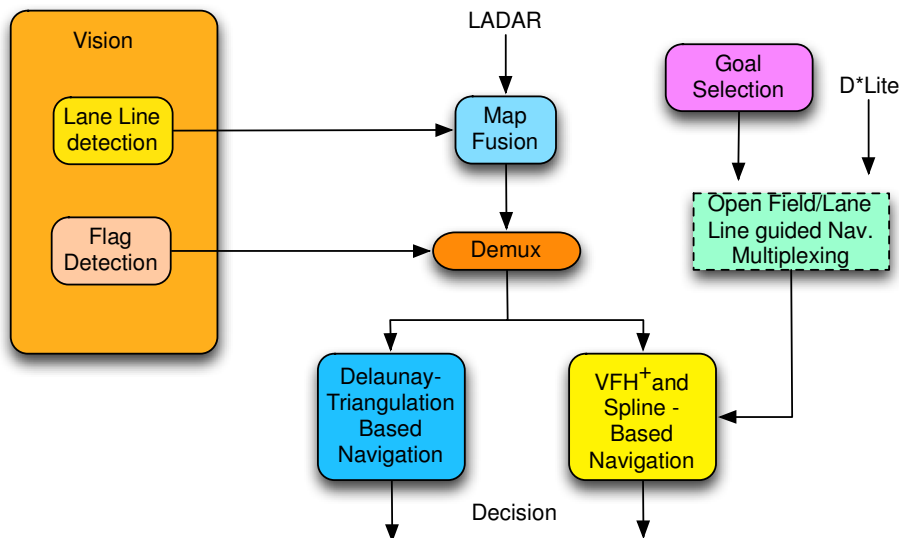 Vision
Lane Line
detection
Flag
Detection
LADAR
Map
Fusion
Demux
Goal
Selection
D*Lite
Open Field/Lane
Line guided Nav.
Multiplexing
Delaunay-
Triangulation
Based
Navigation
VFH+ and
Spline -
Based
Navigation
Decision